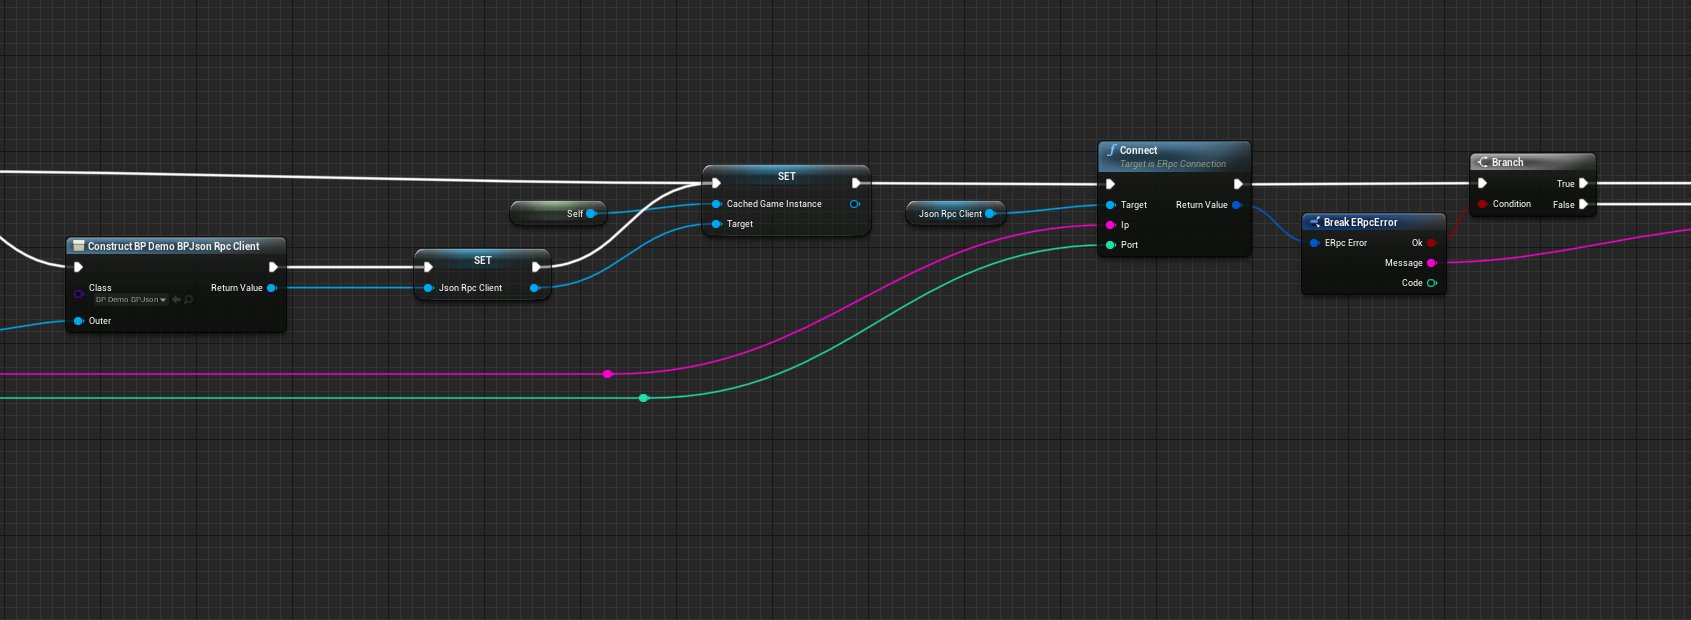 Construct BP Demo BPJson Rpc Client
Class
BP Demo BPJson
Return Value
Outer
SET
Json Rpc Client
Self
SET
Cached Game Instance
Target
Json Rpc Client
Connect
Target is ERpc Connection
Target
Return Value
Ip
Port
Break ERpcError
ERpc Error
Ok
Message
Code
Branch
True
Condition
False